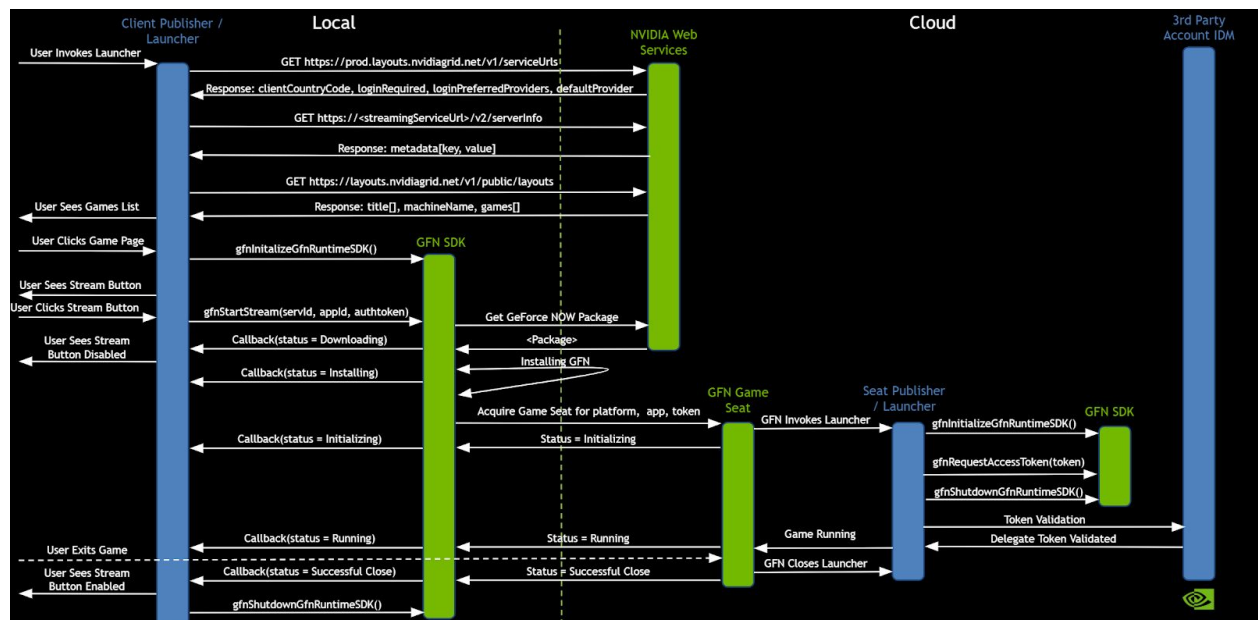 Client Publisher /
Launcher
Local
Cloud
NVIDIA Web
Services
3rd Party
Account IDM
User Invokes Launcher
GET https://prod.layouts.nvidiagrid.net/v1/serviceUrls
Response: clientCountryCode, loginRequired, loginPreferredProviders, defaultProvider
GET https://<streamingServiceUrl>/v2/serverInfo
Response: metadata[key, value]
GET https://layouts.nvidiagrid.net/v1/public/layouts
User Sees Games List
Response: title[], machineName, games[]
User Clicks Game Page
gfnInitalizeGfnRuntimeSDK()
GFN SDK
User Sees Stream Button
User Clicks Stream Button
gfnStartStream(servId, appId, authtoken)
Get GeForce NOW Package
User Sees Stream
Button Disabled
Callback(status = Downloading)
<Package>
Installing GFN
Callback(status = Installing)
GFN Game
Seat
Seat Publisher
/ Launcher
GFN SDK
Acquire Game Seat for platform, app, token
GFN Invokes Launcher
gfnInitializeGfnRuntimeSDK()
Callback(status = Initializing)
Status = Initializing
gfnRequestAccessToken(token)
gfnShutdownGfnRuntimeSDK()
Token Validation
Callback(status = Running)
Status = Running
Game Running
Delegate Token Validated
User Exits Game
User Sees Stream
Button Enabled
Callback(status = Successful Close)
Status = Successful Close
GFN Closes Launcher
gfnShutdownGfnRuntimeSDK()